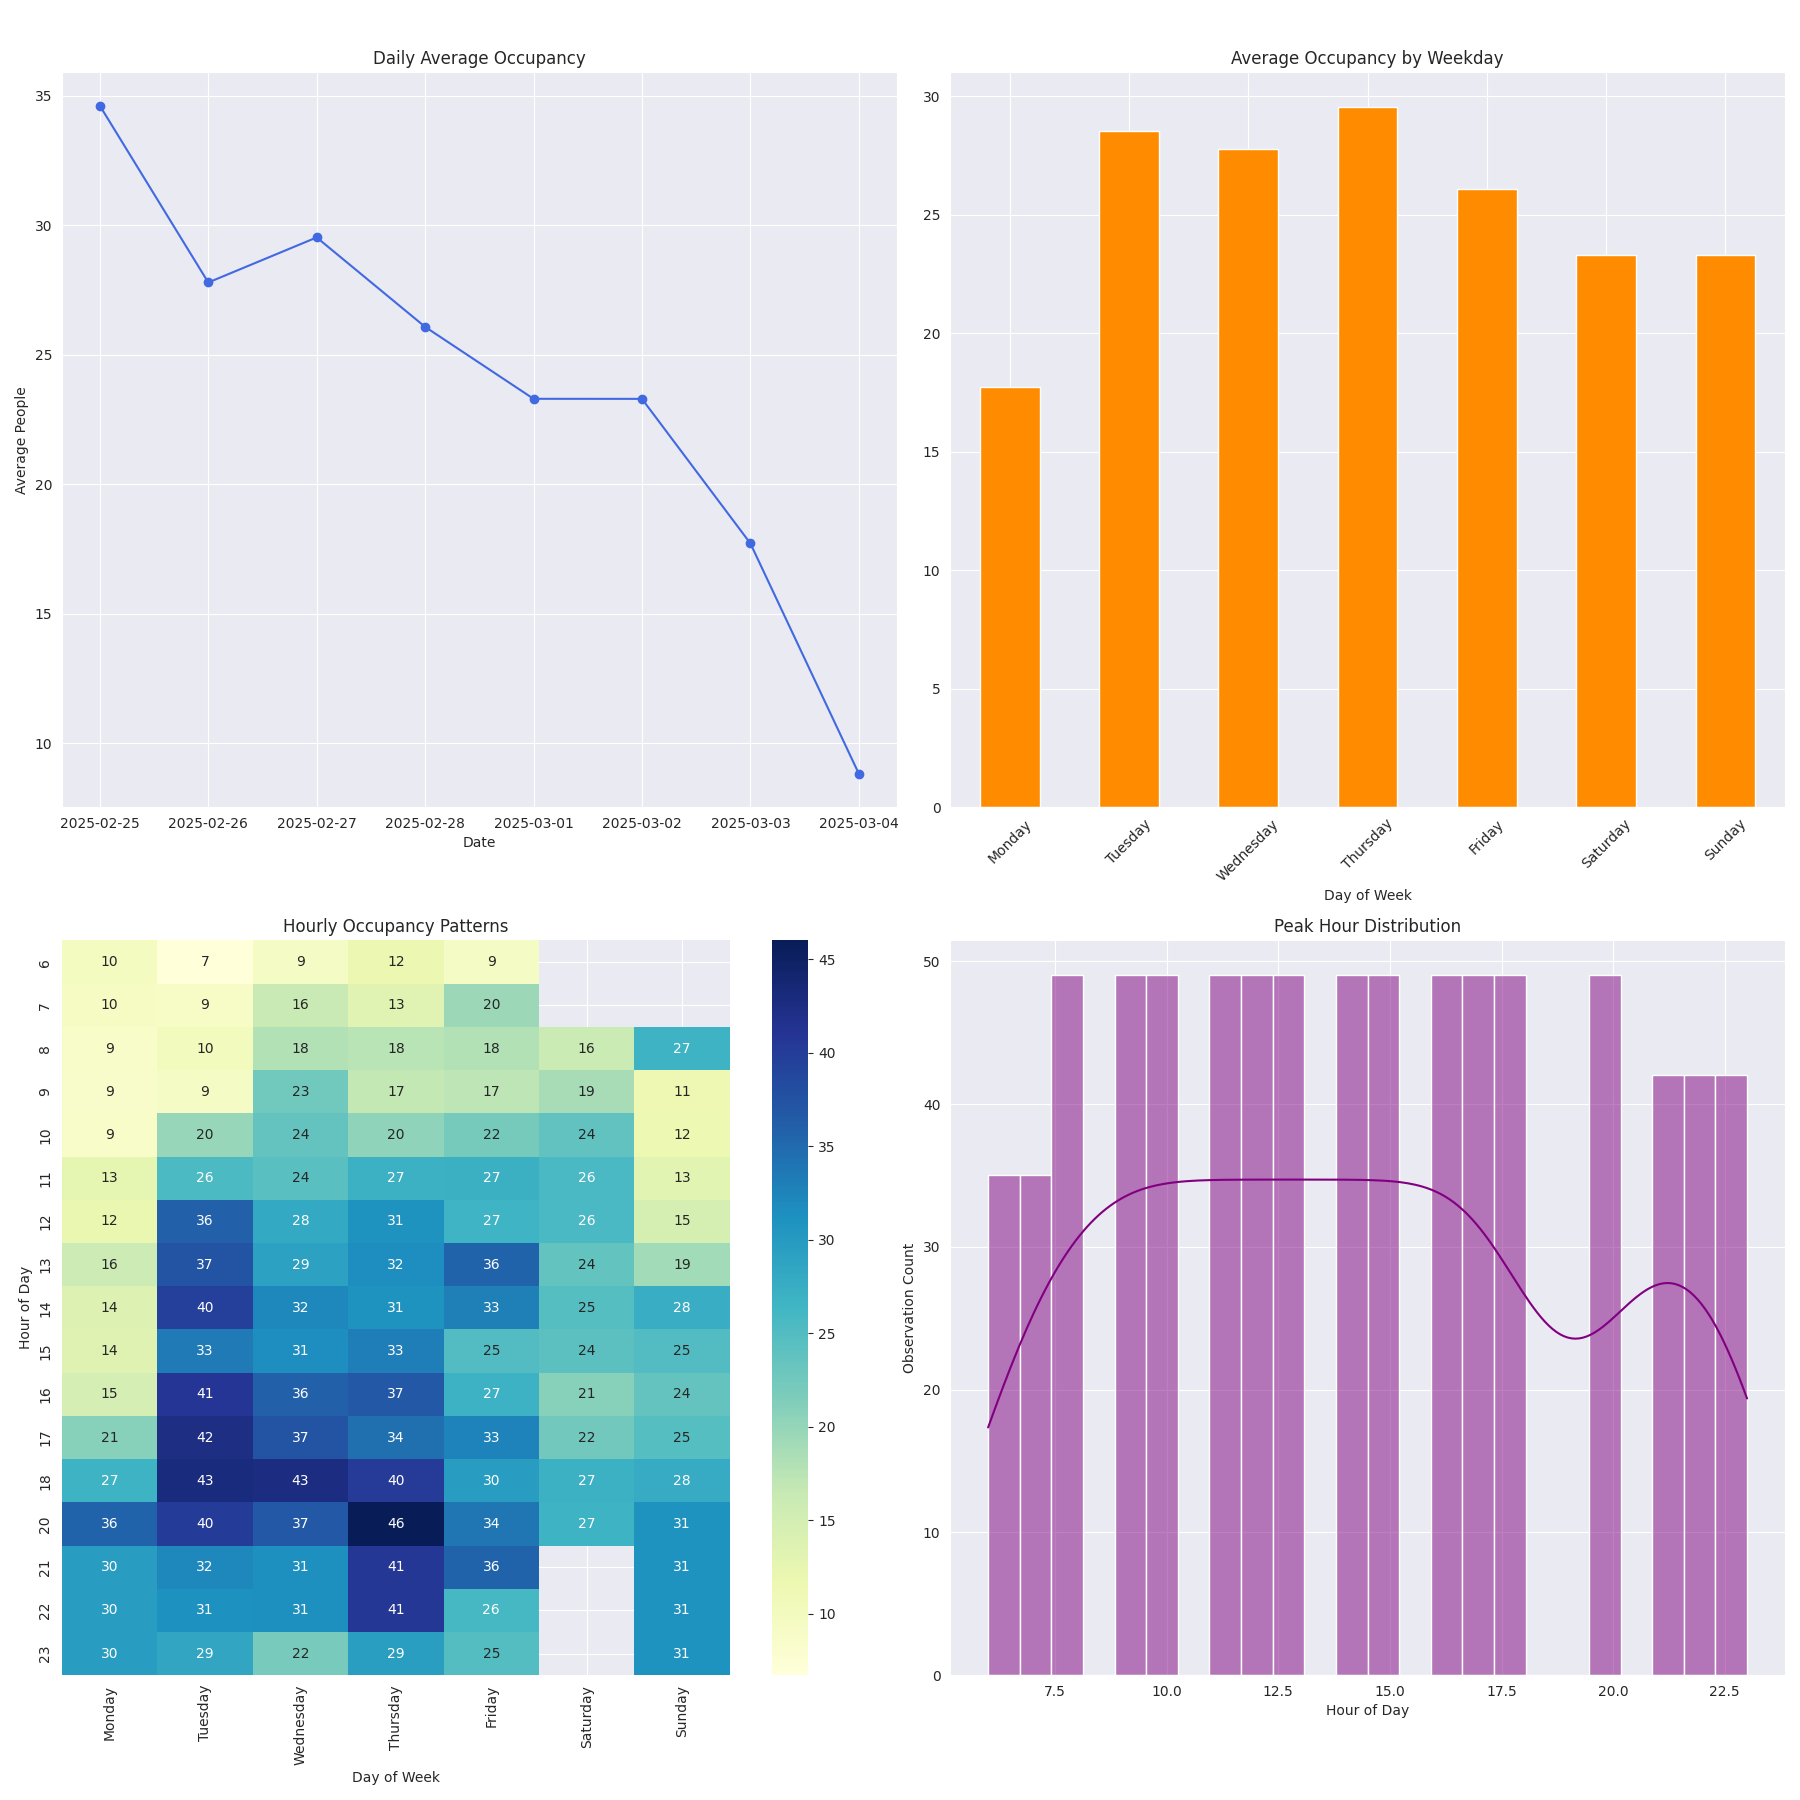 Daily Average Occupancy
35
30
25
20
15
10
Average People
2025-02-25 2025-02-26 2025-02-27 2025-02-28 2025-03-01 2025-03-02 2025-03-03 2025-03-04
Date
Average Occupancy by Weekday
30
25
20
15
10
5
0
Monday Tuesday Wednesday Thursday Friday Saturday Sunday
Day of Week
Hourly Occupancy Patterns
Hour of Day
6 10 7 9 12 9
7 10 9 16 13 20
8 9 10 18 18 18 16 27
9 9 9 23 17 17 19 11
10 9 20 24 20 22 24 12
11 13 26 24 27 27 26 13
12 12 36 28 31 27 26 15
13 16 37 29 32 36 24 19
14 14 40 32 31 33 25 28
15 14 33 31 33 25 24 25
16 15 41 36 37 27 21 24
17 21 42 37 34 33 22 25
18 27 43 43 40 30 27 28
20 36 40 37 46 34 27 31
21 30 32 31 41 36 31
22 30 31 31 41 26 31
23 30 29 22 29 25 31
Monday Tuesday Wednesday Thursday Friday Saturday Sunday
Day of Week
45
40
35
30
25
20
15
10
Peak Hour Distribution
50
40
30
20
10
0
Observation Count
7.5 10.0 12.5 15.0 17.5 20.0 22.5
Hour of Day